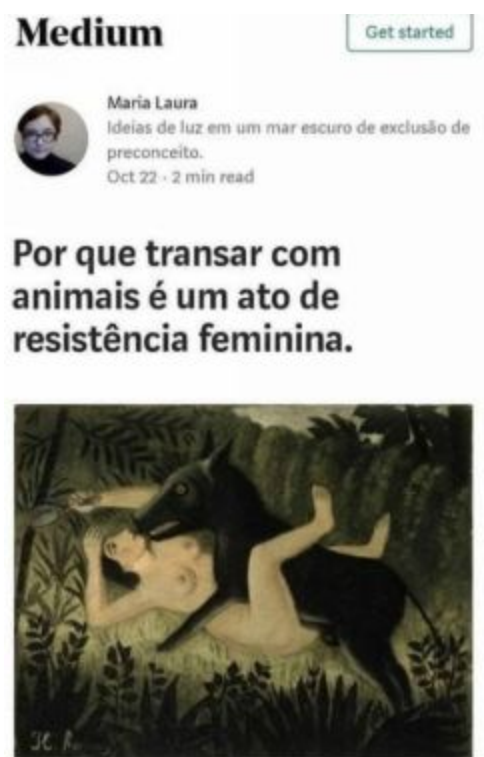 Medium
Get started
Maria Laura
Ideias de luz em um mar escuro de exclusão de
preconceito.
Oct 22 · 2 min read
Por que transar com
animais é um ato de
resistência feminina.